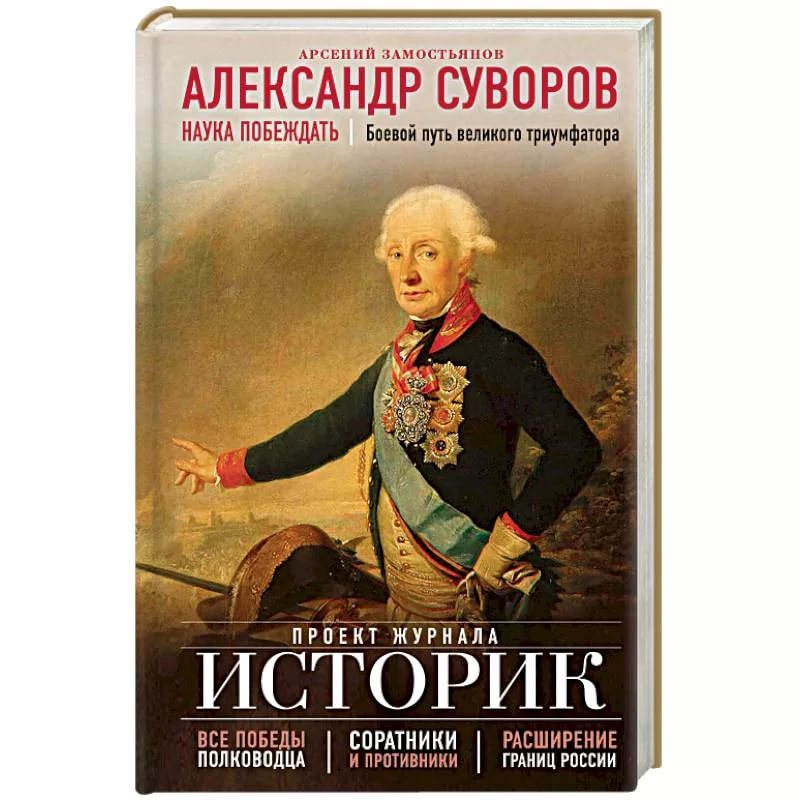 АРСЕНИЙ ЗАМОСТЬЯНОВ
АЛЕКСАНДР СУВОРОВ
НАУКА ПОБЕЖДАТЬ | Боевой путь великого триумфатора
ПРОЕКТ ЖУРНАЛА
ИСТОРИК
ВСЕ ПОБЕДЫ ПОЛКОВОДЦА
СОРАТНИКИ И ПРОТИВНИКИ
РАСШИРЕНИЕ ГРАНИЦ РОССИИ